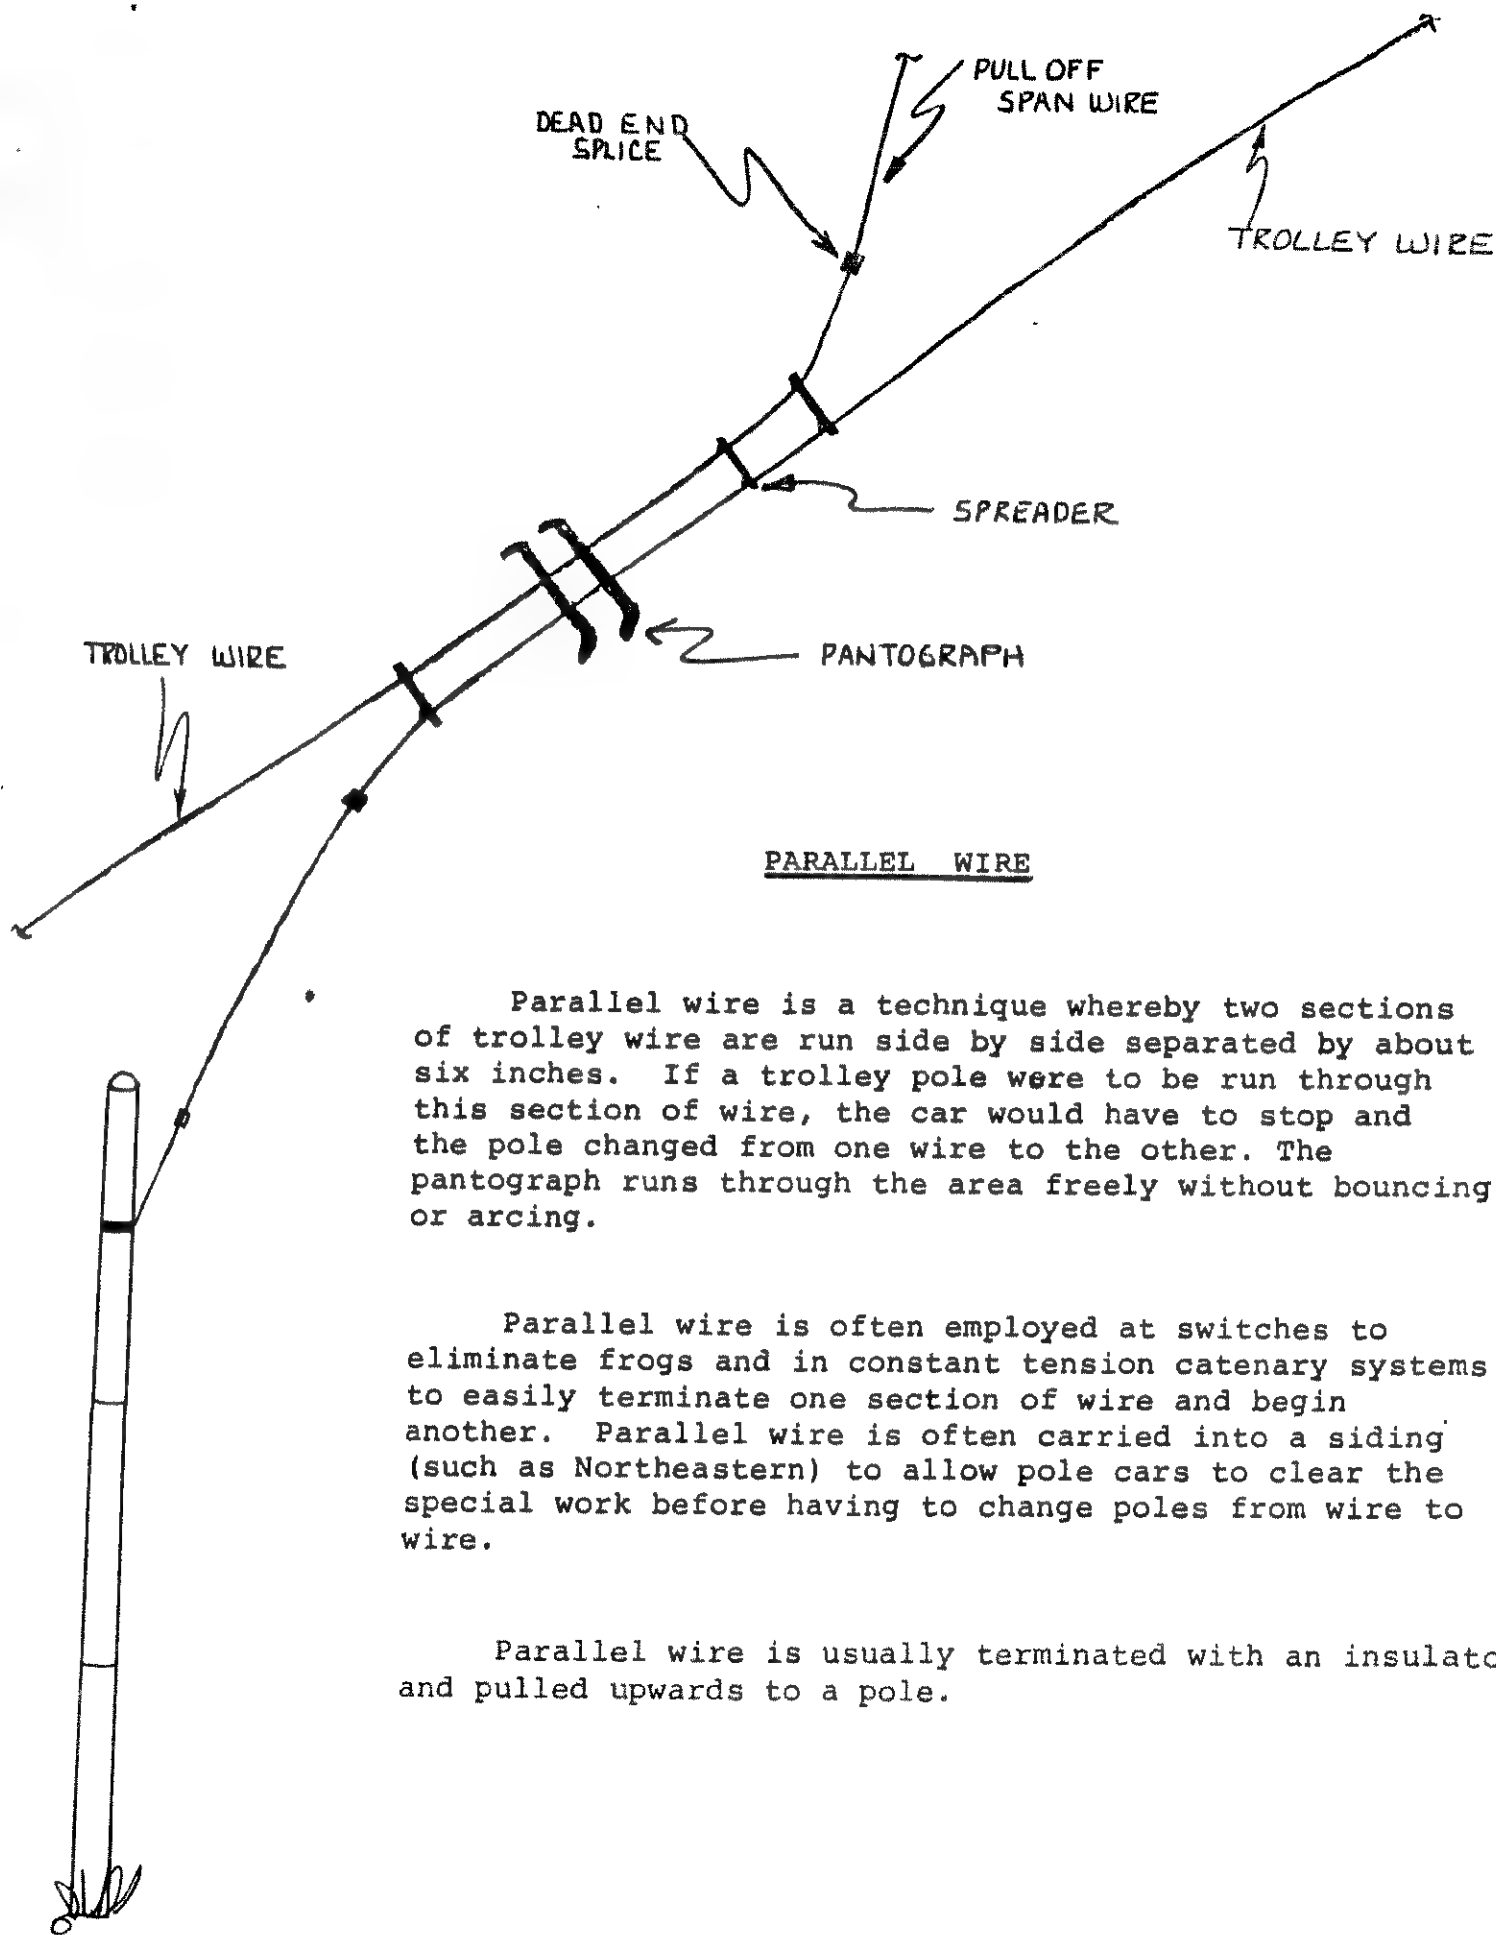 PULL OFF
SPAN WIRE
DEAD END
SPLICE
TROLLEY WIRE
SPREADER
TROLLEY WIRE
PANTOGRAPH
PARALLEL WIRE
Parallel wire is a technique whereby two sections
of trolley wire are run side by side separated by about
six inches. If a trolley pole were to be run through
this section of wire, the car would have to stop and
the pole changed from one wire to the other. The
pantograph runs through the area freely without bouncing
or arcing.
Parallel wire is often employed at switches to
eliminate frogs and in constant tension catenary systems
to easily terminate one section of wire and begin
another. Parallel wire is often carried into a siding
(such as Northeastern) to allow pole cars to clear the
special work before having to change poles from wire to
wire.
Parallel wire is usually terminated with an insulato
and pulled upwards to a pole.